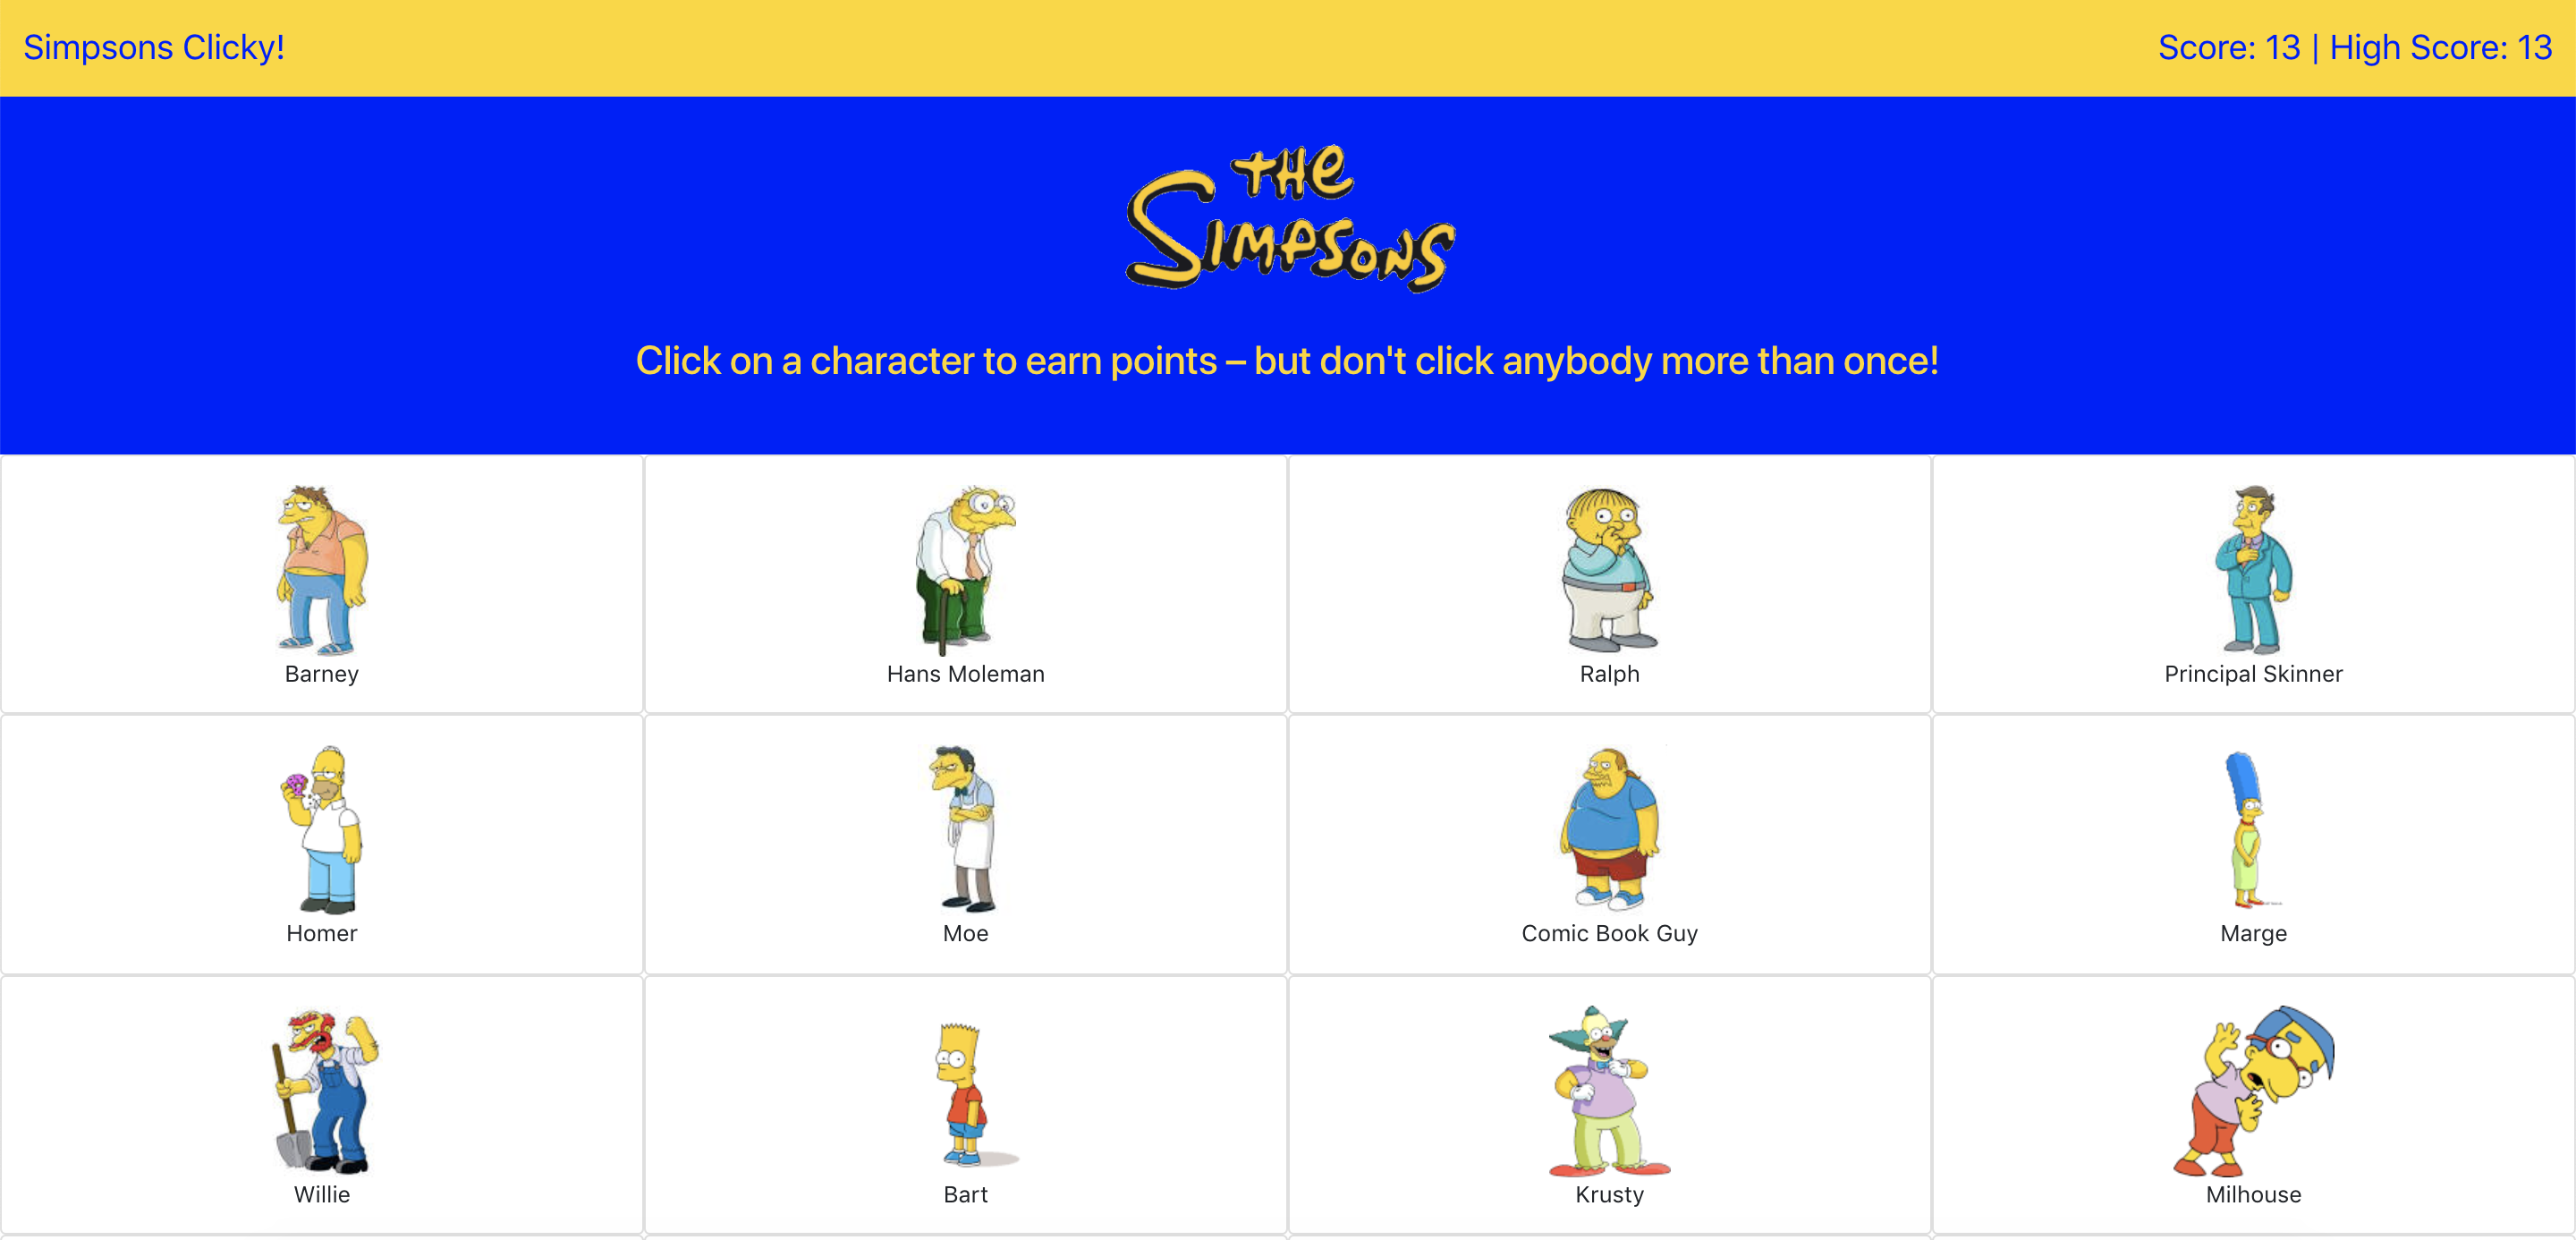 Simpsons Clicky!
Score: 13 | High Score: 13
THE
SIMPSONS
Click on a character to earn points – but don't click anybody more than once!
Barney
Hans Moleman
Ralph
Principal Skinner
Homer
Moe
Comic Book Guy
Marge
Willie
Bart
Krusty
Milhouse